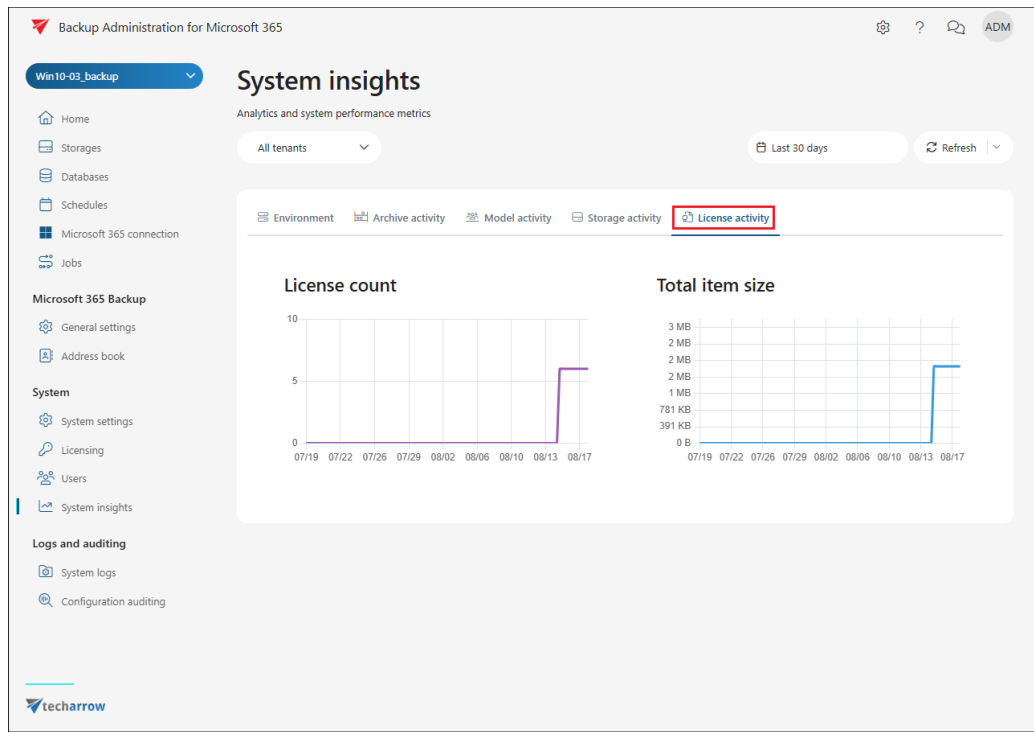 Backup Administration for Microsoft 365
ADM
Win10-03_backup
Home
Storages
Databases
Schedules
Microsoft 365 connection
Jobs
Microsoft 365 Backup
General settings
Address book
System
System settings
Licensing
Users
System insights
Logs and auditing
System logs
Configuration auditing
techarrow
System insights
Analytics and system performance metrics
All tenants
Last 30 days
Refresh
Environment Archive activity Model activity Storage activity License activity
License count
10
5
0
07/19 07/22 07/26 07/29 08/02 08/06 08/10 08/13 08/17
Total item size
3 MB
2 MB
2 MB
2 MB
1 MB
781 KB
391 KB
0 B
07/19 07/22 07/26 07/29 08/02 08/06 08/10 08/13 08/17